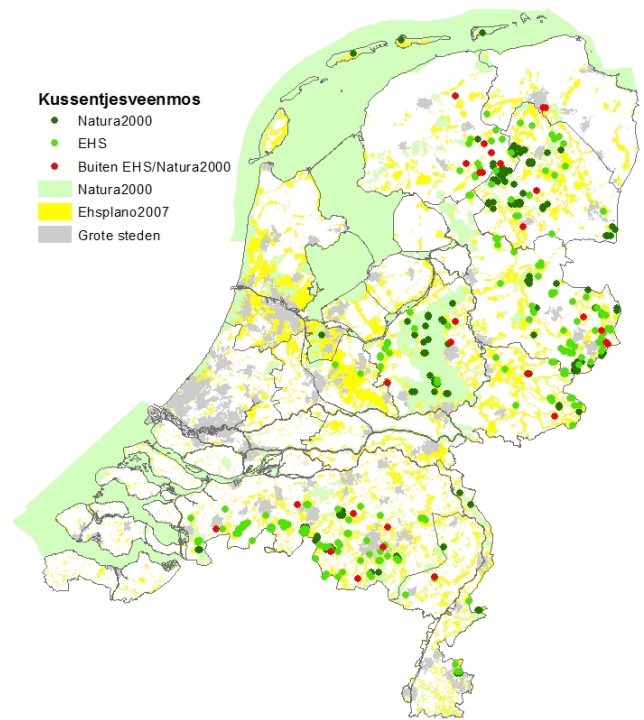 Kussentjesveenmos
Natura2000
EHS
Buiten EHS/Natura2000
Natura2000
Ehsplano2007
Grote steden